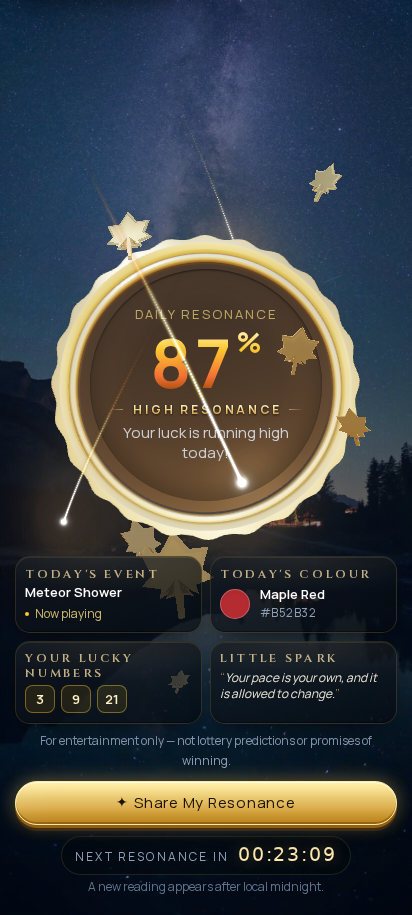 DAILY RESONANCE
87%
HIGH RESONANCE
Your luck is running high
today!
TODAY'S EVENT
Meteor Shower
Now playing
TODAY'S COLOUR
Maple Red
#B52B32
YOUR LUCKY
NUMBERS
3 9 21
LITTLE SPARK
"Your pace is your own, and it
is allowed to change."
For entertainment only — not lottery predictions or promises of
winning.
✦ Share My Resonance
NEXT RESONANCE IN 00:23:09
A new reading appears after local midnight.